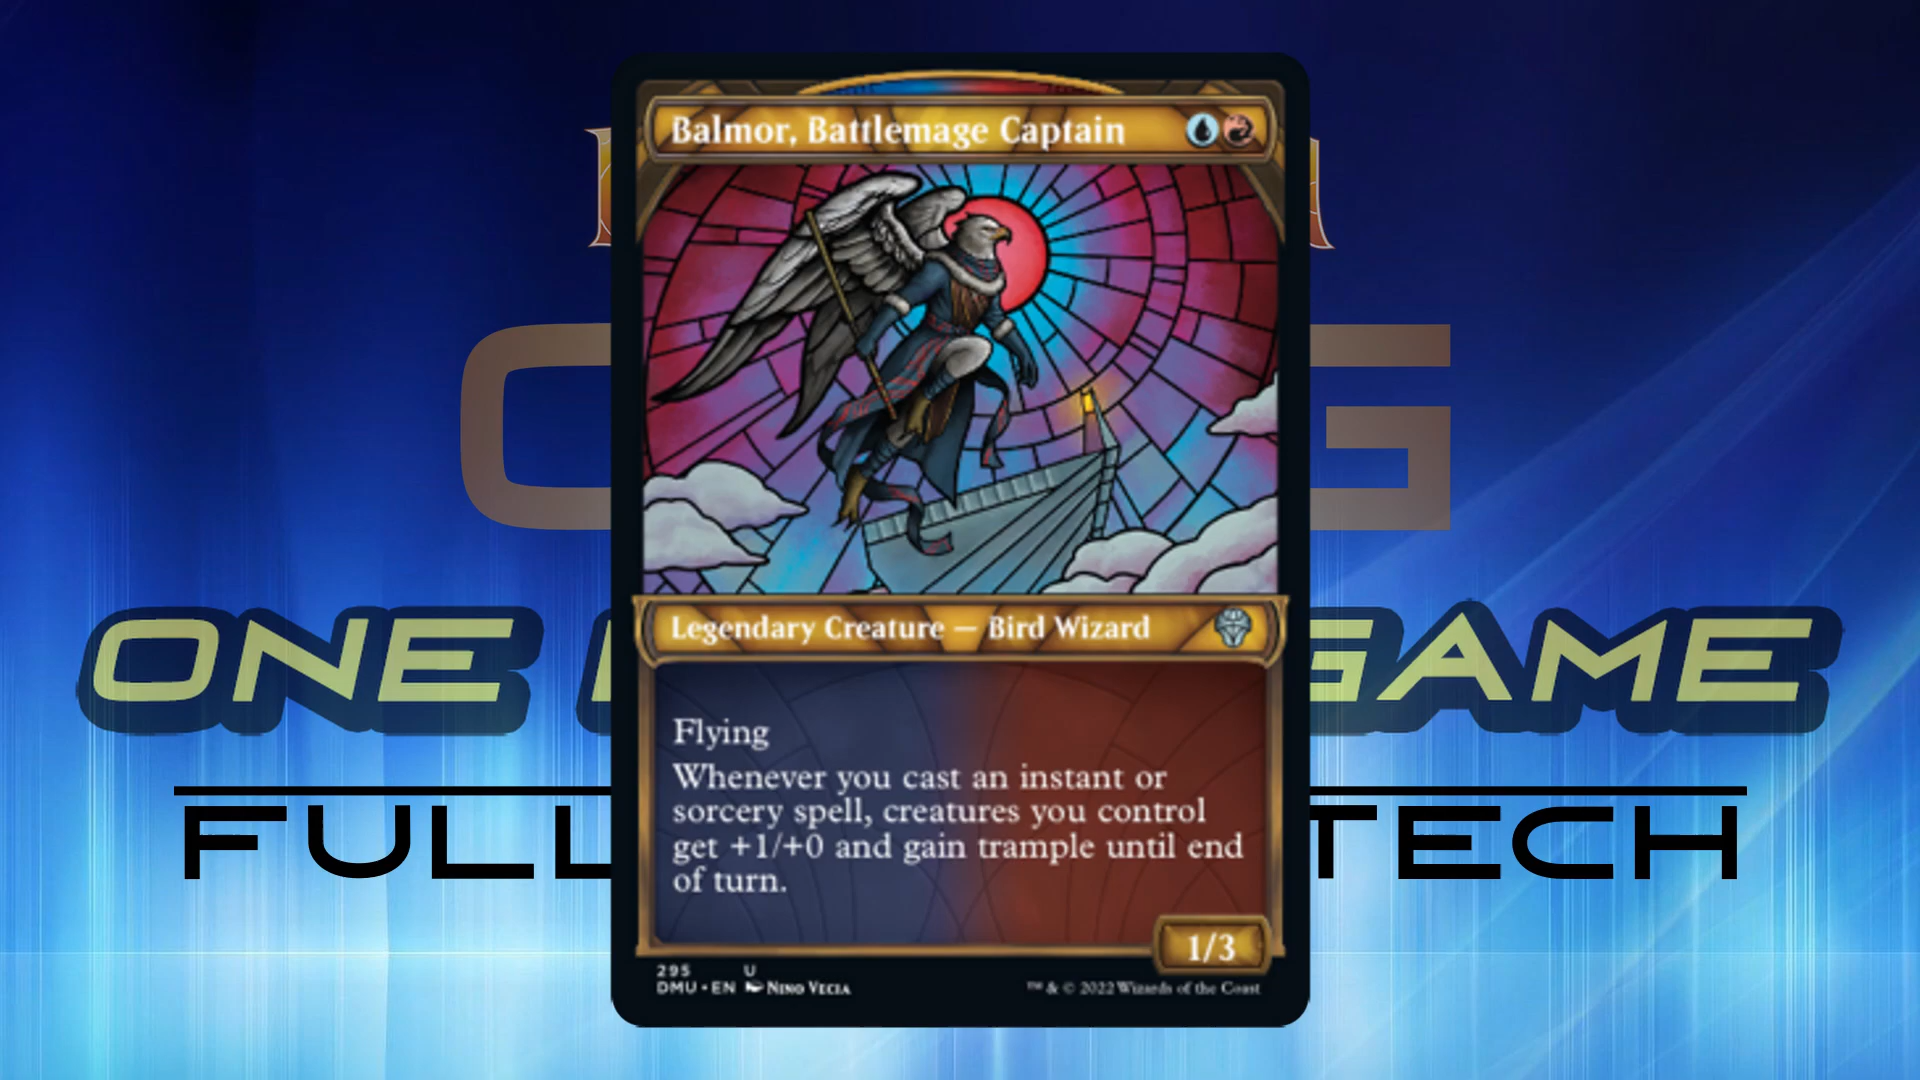 Balmor, Battlemage Captain
Legendary Creature — Bird Wizard
ONE GAME
Flying
Whenever you cast an instant or
sorcery spell, creatures you control
get +1/+0 and gain trample until end
of turn.
FULL TECH
1/3
295 U
DMU • EN NINO VECIA
™ & © 2022 Wizards of the Coast